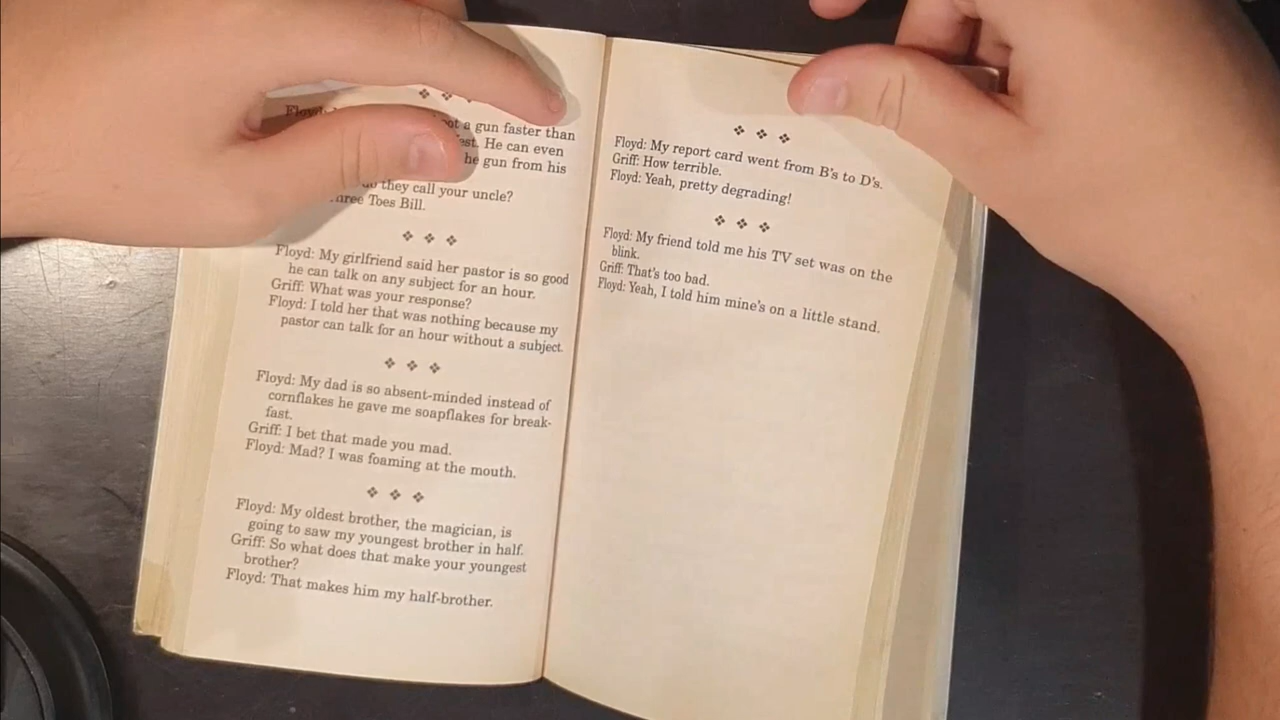 a gun faster than
He can even
gun from his
they call your uncle?
Toes Bill.
Floyd: My girlfriend said her pastor is so good
he can talk on any subject for an hour.
Griff: What was your response?
Floyd: I told her that was nothing because my
pastor can talk for an hour without a subject.
Floyd: My dad is so absent-minded instead of
cornflakes he gave me soapflakes for break-
fast.
Griff: I bet that made you mad.
Floyd: Mad? I was foaming at the mouth.
Floyd: My oldest brother, the magician, is
going to saw my youngest brother in half.
Griff: So what does that make your youngest
brother?
Floyd: That makes him my half-brother.
Floyd: My report card went from B's to D's.
Griff: How terrible.
Floyd: Yeah, pretty degrading!
Floyd: My friend told me his TV set was on the
blink.
Griff: That's too bad.
Floyd: Yeah, I told him mine's on a little stand.